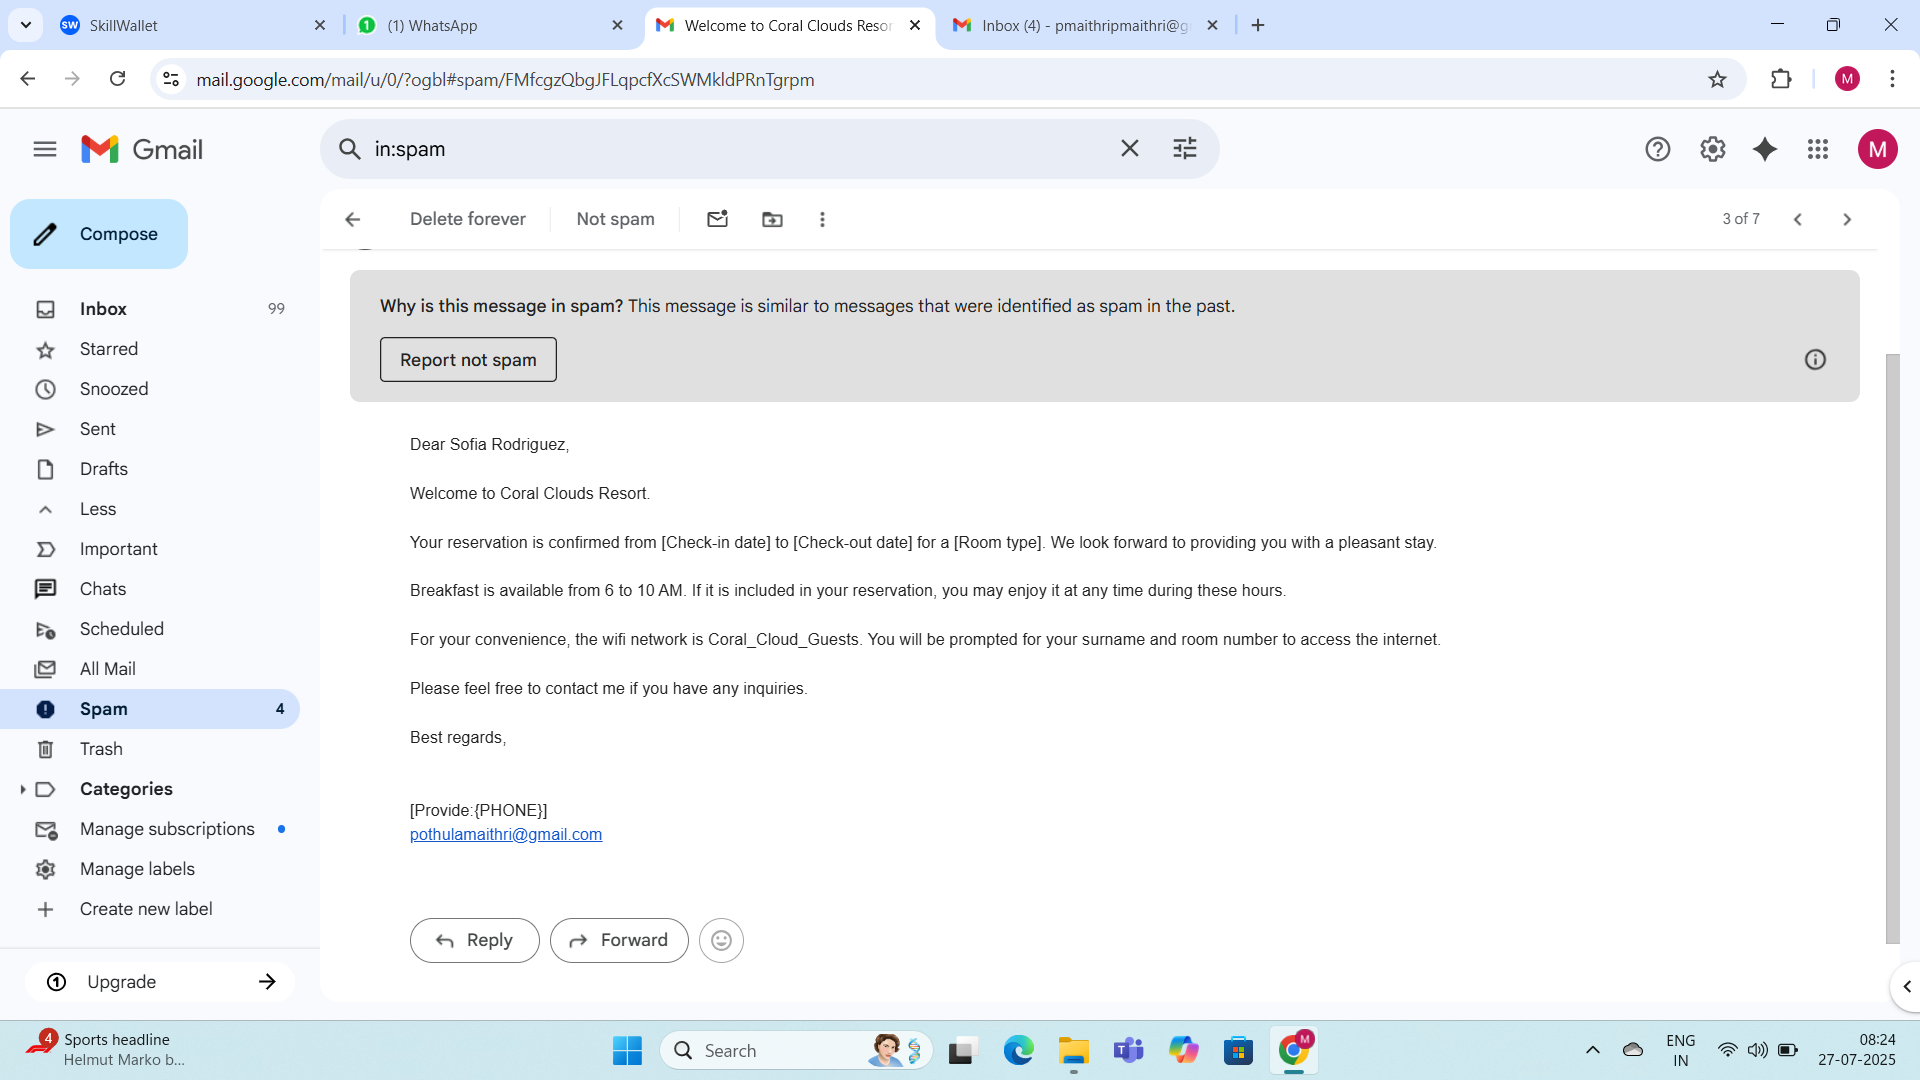 SkillWallet
(1) WhatsApp
Welcome to Coral Clouds Resor
Inbox (4) - pmaithripmaithri@g
mail.google.com/mail/u/0/?ogbl#spam/FMfcgzQbgJFLqpcfXcSWMkldPRnTgrpm
M
Gmail
in:spam
M
Compose
Delete forever
Not spam
3 of 7
Inbox 99
Starred
Snoozed
Sent
Drafts
Less
Important
Chats
Scheduled
All Mail
Spam 4
Trash
Categories
Manage subscriptions
Manage labels
Create new label
Upgrade
Why is this message in spam? This message is similar to messages that were identified as spam in the past.
Report not spam
Dear Sofia Rodriguez,
Welcome to Coral Clouds Resort.
Your reservation is confirmed from [Check-in date] to [Check-out date] for a [Room type]. We look forward to providing you with a pleasant stay.
Breakfast is available from 6 to 10 AM. If it is included in your reservation, you may enjoy it at any time during these hours.
For your convenience, the wifi network is Coral_Cloud_Guests. You will be prompted for your surname and room number to access the internet.
Please feel free to contact me if you have any inquiries.
Best regards,
[Provide:{PHONE}]
pothulamaithri@gmail.com
Reply
Forward
4
Sports headline
Helmut Marko b...
Search
M
ENG
IN
08:24
27-07-2025